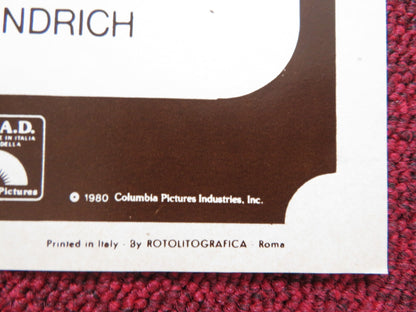 NDRICH
A.D.
E IN ITALIA
DELLA
Pictures
© 1980 Columbia Pictures Industries, Inc.
Printed in Italy - By ROTOLITOGRAFICA - Roma